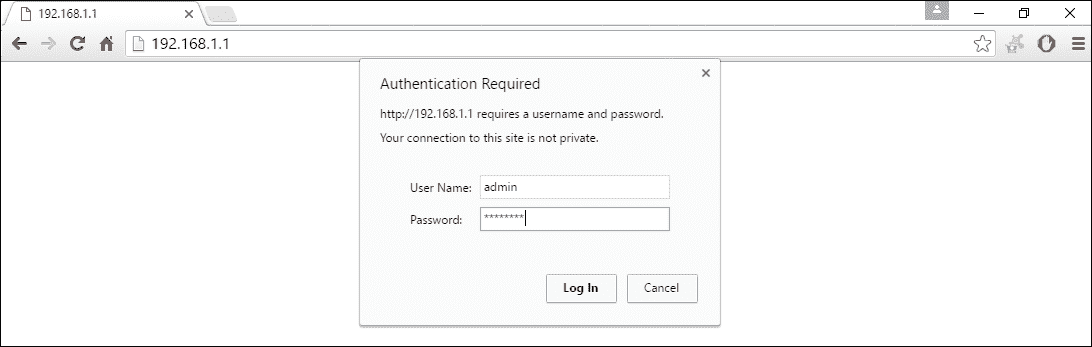 192.168.1.1
192.168.1.1
Authentication Required
http://192.168.1.1 requires a username and password.
Your connection to this site is not private.
User Name: admin
Password: ********
Log In Cancel